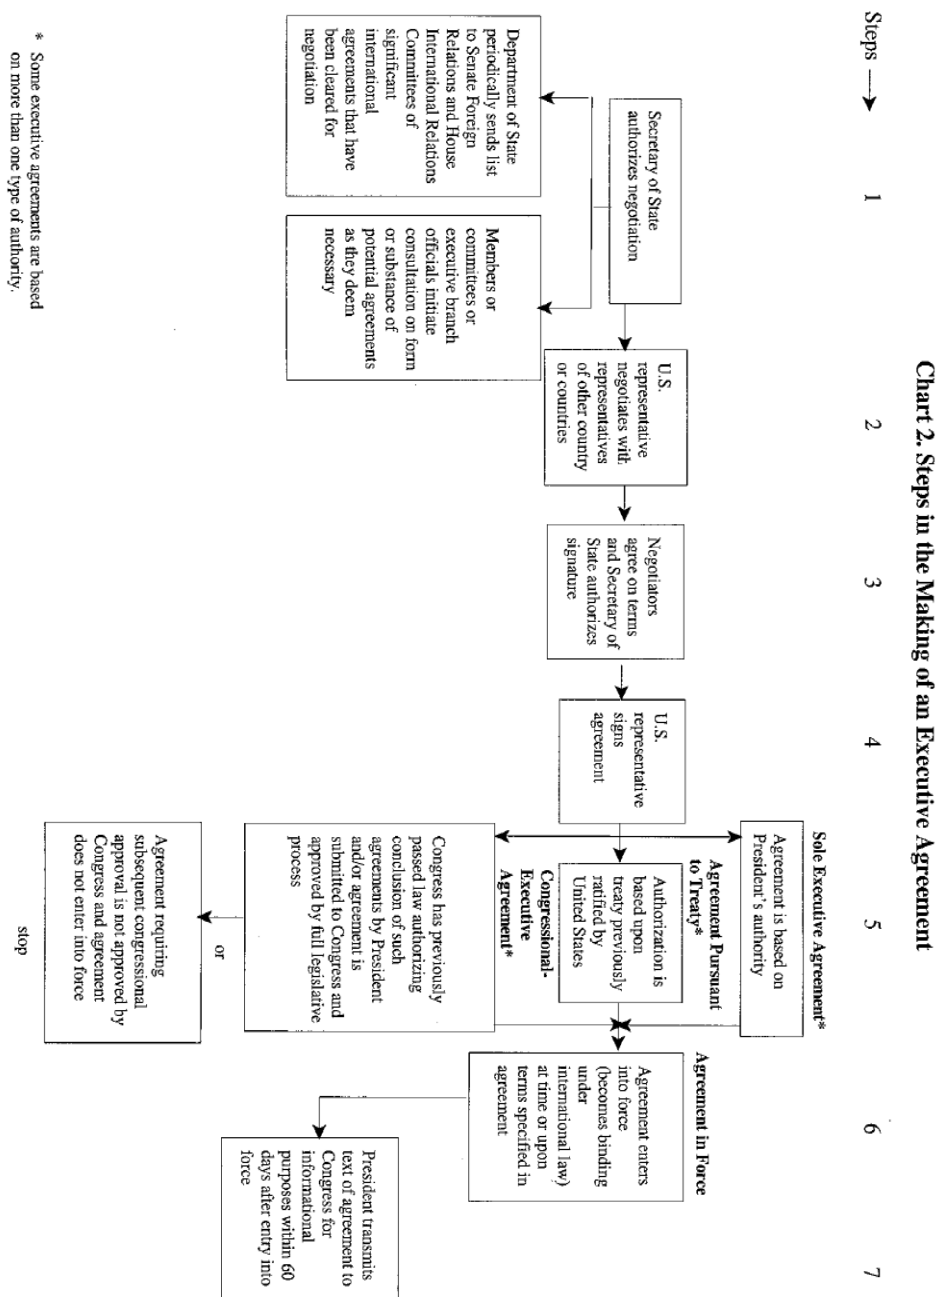 Chart 2. Steps in the Making of an Executive Agreement
Steps
1
2
3
4
5
6
7
Secretary of State
authorizes negotiation
Department of State
periodically sends list
to Senate Foreign
Relations and House
International Relations
Committees of
significant
international
agreements that have
been cleared for
negotiation
Members or
committees or
executive branch
officials initiate
consultation on form
or substance of
potential agreements
as they deem
necessary
U.S.
representative
negotiates with
representatives
of other country
or countries
Negotiators
agree on terms
and Secretary of
State authorizes
signature
U.S.
representative
signs
agreement
Sole Executive Agreement*
Agreement is based on
President's authority
Agreement Pursuant
to Treaty*
Authorization is
based upon
treaty previously
ratified by
United States
Congressional-
Executive
Agreement*
Congress has previously
passed law authorizing
conclusion of such
agreements by President
and/or agreement is
submitted to Congress and
approved by full legislative
process
or
Agreement requiring
subsequent congressional
approval is not approved by
Congress and agreement
does not enter into force
stop
Agreement in Force
Agreement enters
into force
(becomes binding
under
international law)
at time or upon
terms specified in
agreement
President transmits
text of agreement to
Congress for
informational
purposes within 60
days after entry into
force
* Some executive agreements are based
on more than one type of authority.